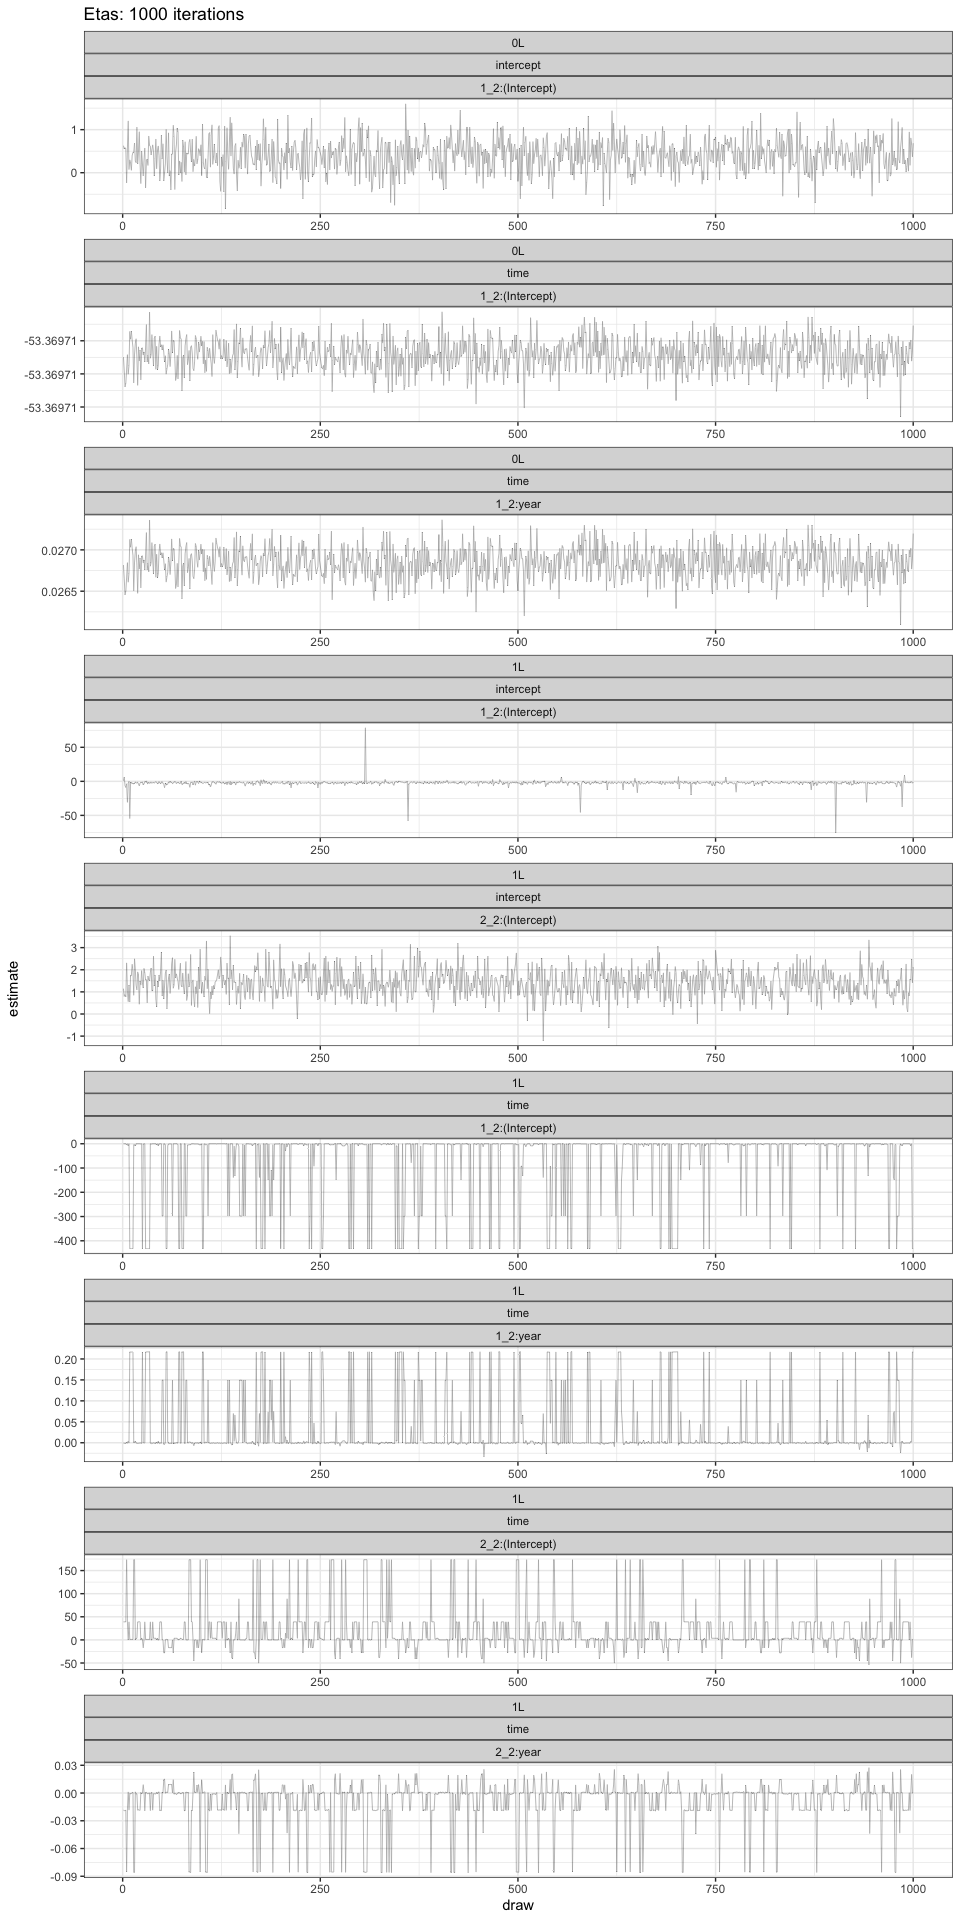 Etas: 1000 iterations
0L
intercept
1_2:(Intercept)
1
0
0 250 500 750 1000
0L
time
1_2:(Intercept)
-53.36971
-53.36971
-53.36971
0 250 500 750 1000
0L
time
1_2:year
0.0270
0.0265
0 250 500 750 1000
1L
intercept
1_2:(Intercept)
50
0
-50
0 250 500 750 1000
1L
intercept
2_2:(Intercept)
3
2
1
0
-1
0 250 500 750 1000
1L
time
1_2:(Intercept)
0
-100
-200
-300
-400
0 250 500 750 1000
1L
time
1_2:year
0.20
0.15
0.10
0.05
0.00
0 250 500 750 1000
1L
time
2_2:(Intercept)
150
100
50
0
-50
0 250 500 750 1000
1L
time
2_2:year
0.03
0.00
-0.03
-0.06
-0.09
0 250 500 750 1000
draw
estimate